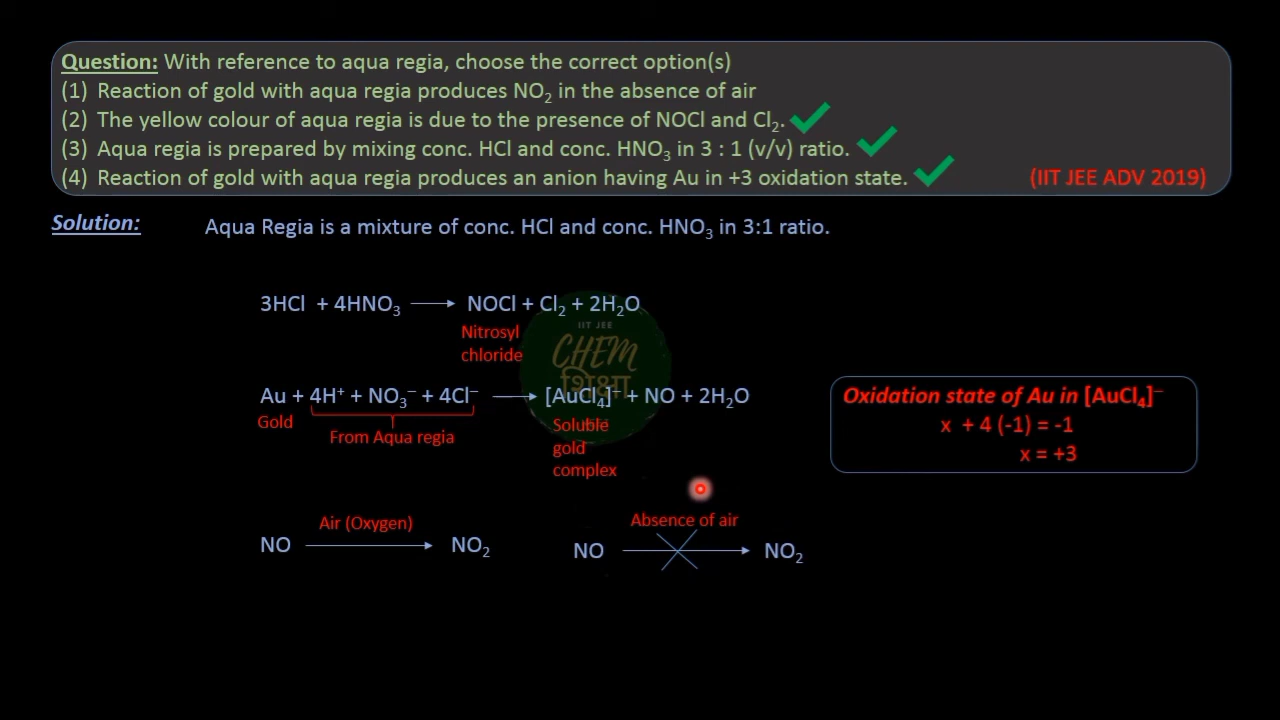 Question: With reference to aqua regia, choose the correct option(s)
(1) Reaction of gold with aqua regia produces NO₂ in the absence of air
(2) The yellow colour of aqua regia is due to the presence of NOCl and Cl₂.
(3) Aqua regia is prepared by mixing conc. HCl and conc. HNO₃ in 3 : 1 (v/v) ratio.
(4) Reaction of gold with aqua regia produces an anion having Au in +3 oxidation state.
(IIT JEE ADV 2019)
Solution:
Aqua Regia is a mixture of conc. HCl and conc. HNO₃ in 3:1 ratio.
3HCl + 4HNO₃ ⟶ NOCl + Cl₂ + 2H₂O
Nitrosyl
chloride
IIT JEE
CHEM
शिक्षा
Au + 4H⁺ + NO₃⁻ + 4Cl⁻ ⟶ [AuCl₄]⁻ + NO + 2H₂O
Gold
From Aqua regia
Soluble
gold
complex
Oxidation state of Au in [AuCl₄]⁻
x + 4 (-1) = -1
x = +3
Air (Oxygen)
NO ⟶ NO₂
Absence of air
NO ⟶ NO₂